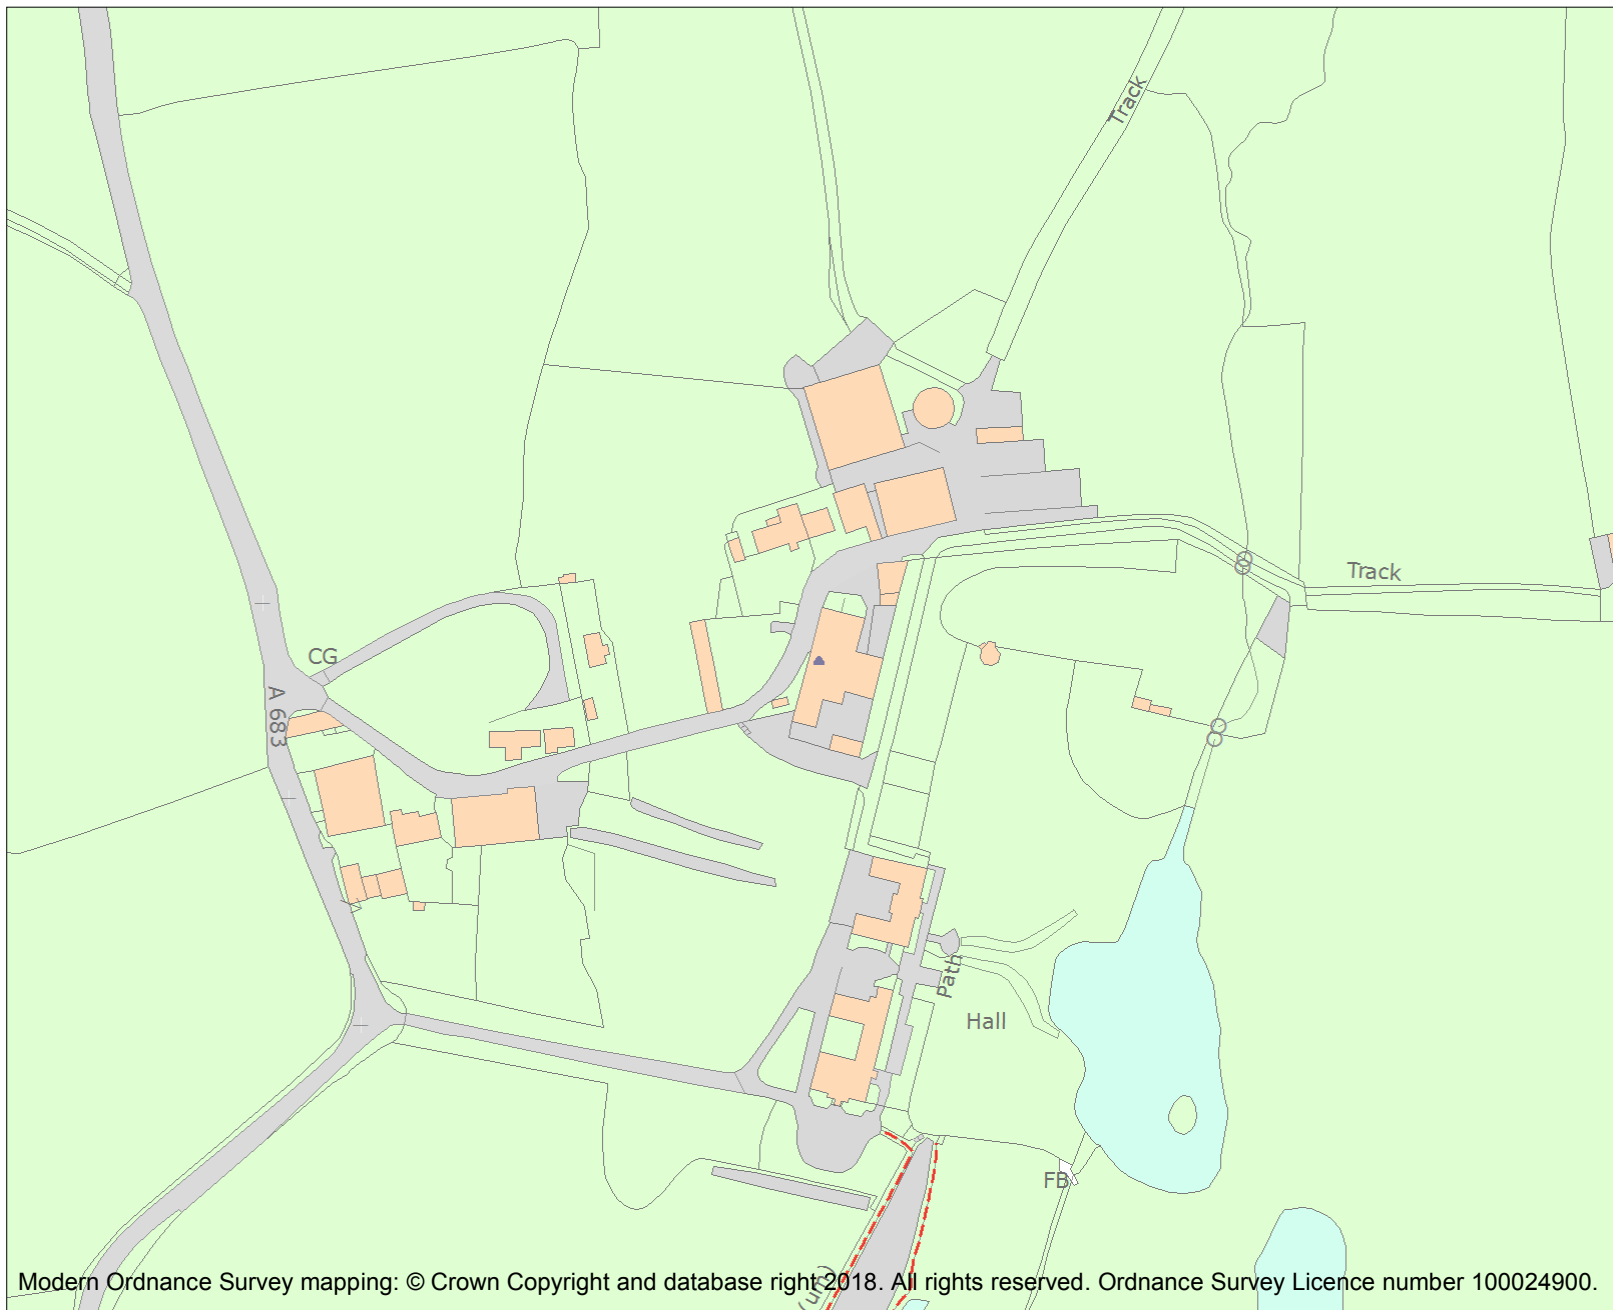 Track
Track
CG
A 683
Path
Hall
FB
(um)
Modern Ordnance Survey mapping: © Crown Copyright and database right 2018. All rights reserved. Ordnance Survey Licence number 100024900.